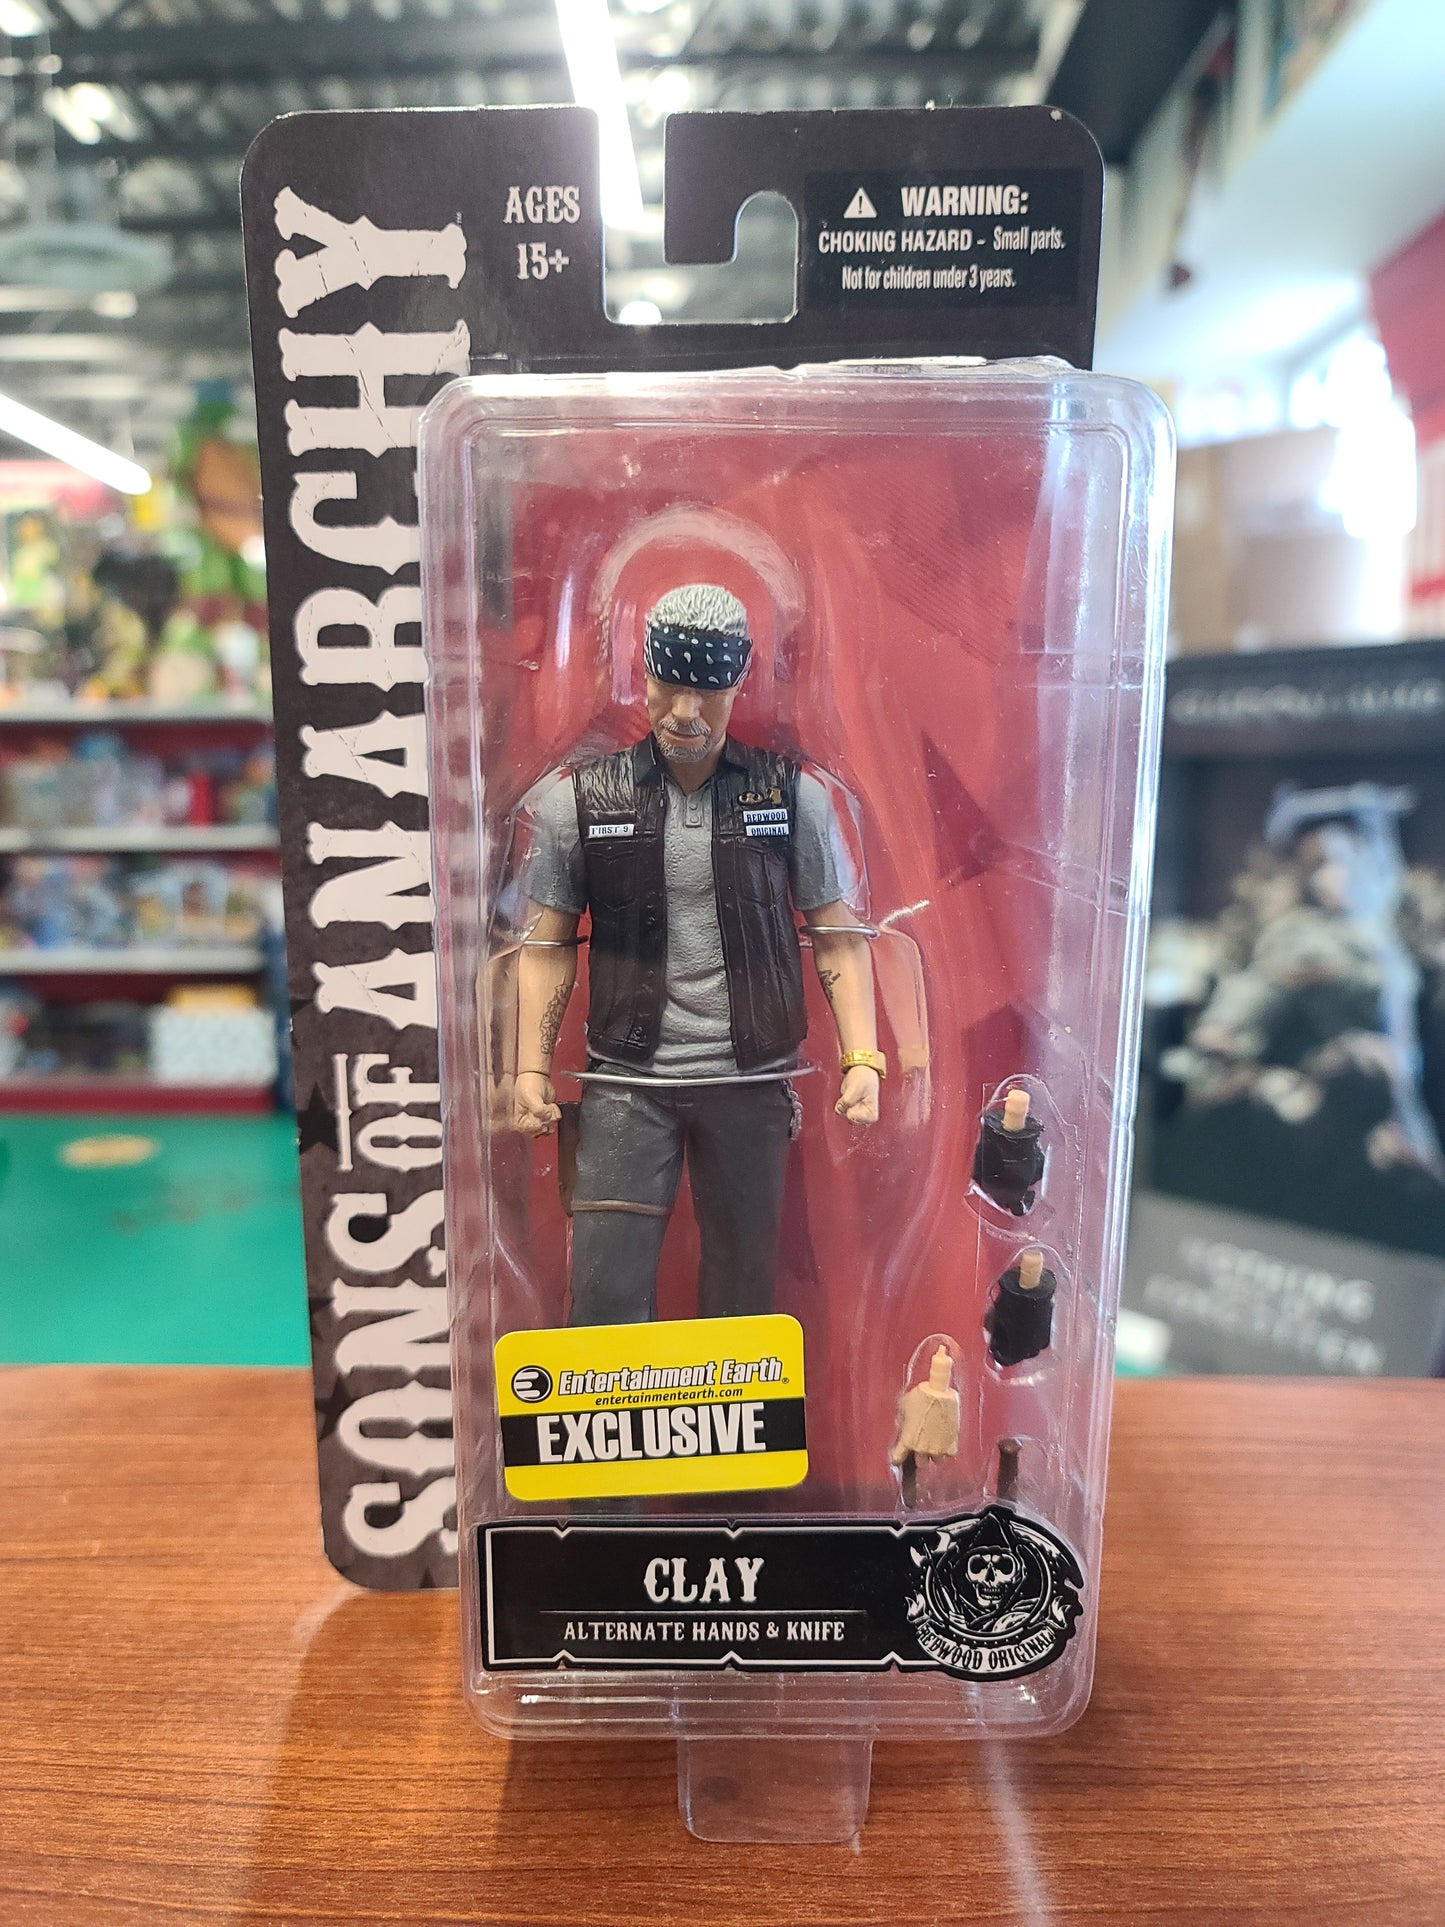 SONS OF ANARCHY
AGES
15+
WARNING:
CHOKING HAZARD - Small parts.
Not for children under 3 years.
FIRST 9
REDWOOD
ORIGINAL
Entertainment Earth®
entertainmentearth.com
EXCLUSIVE
CLAY
ALTERNATE HANDS & KNIFE
REDWOOD ORIGINAL